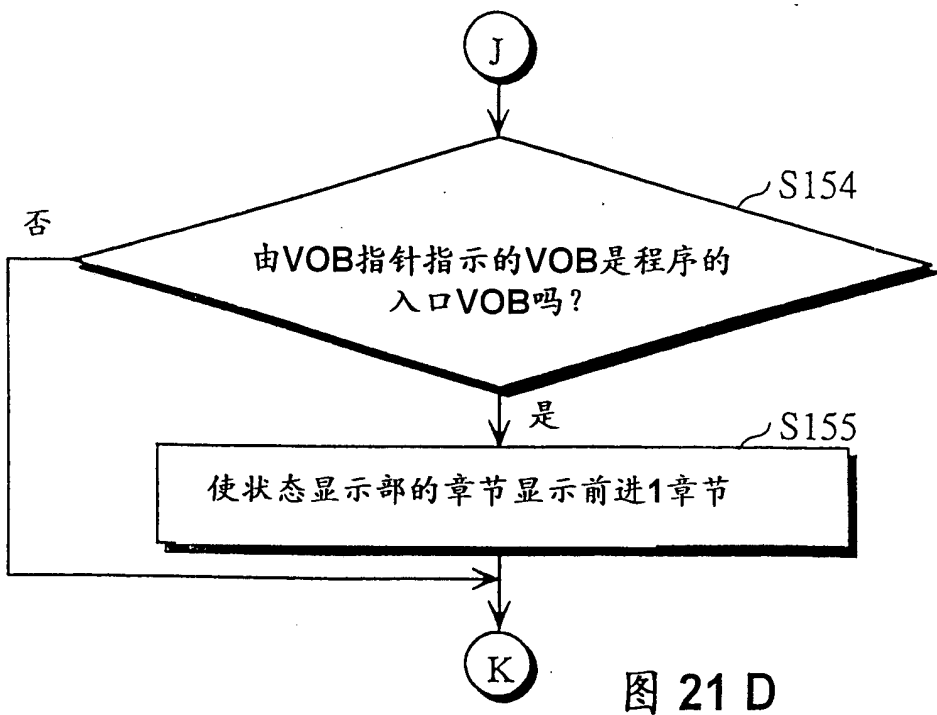 J
S154
否
由VOB指针指示的VOB是程序的
入口VOB吗?
是
S155
使状态显示部的章节显示前进1章节
K
图 21 D